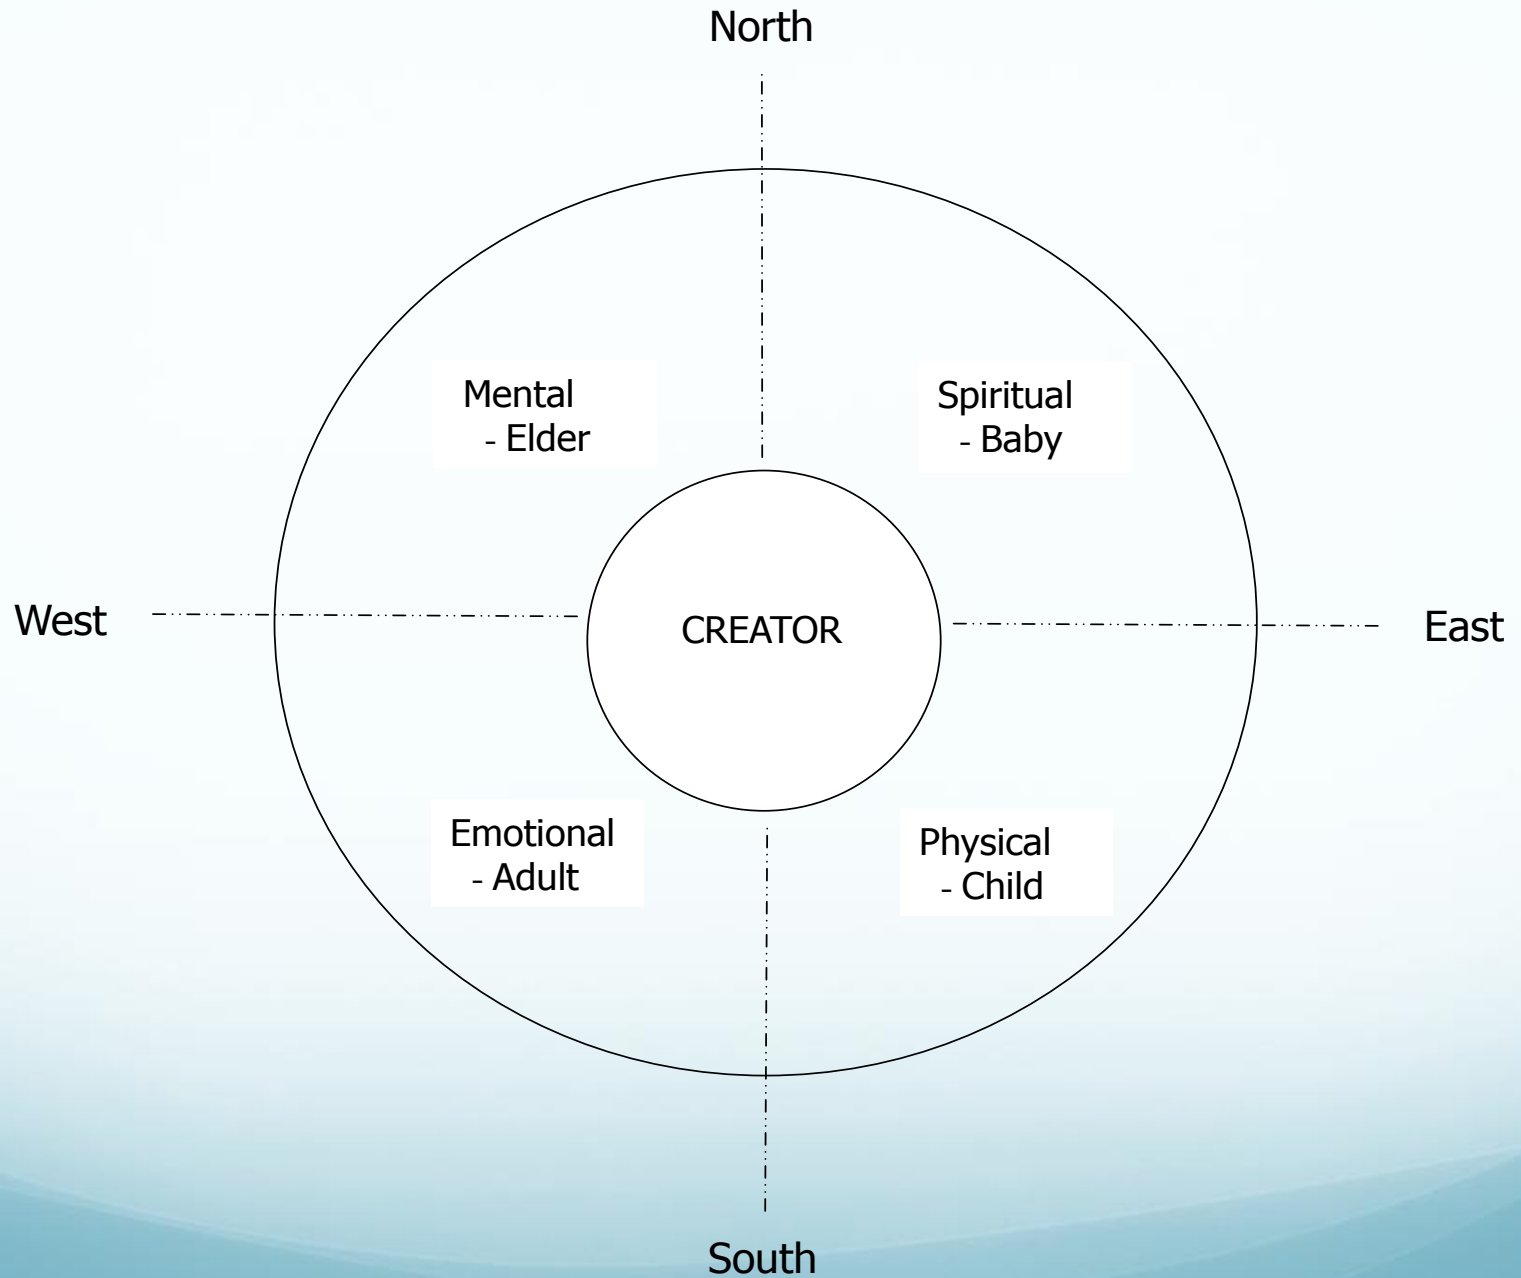 North
Mental
- Elder
Spiritual
- Baby
West
CREATOR
East
Emotional
- Adult
Physical
- Child
South